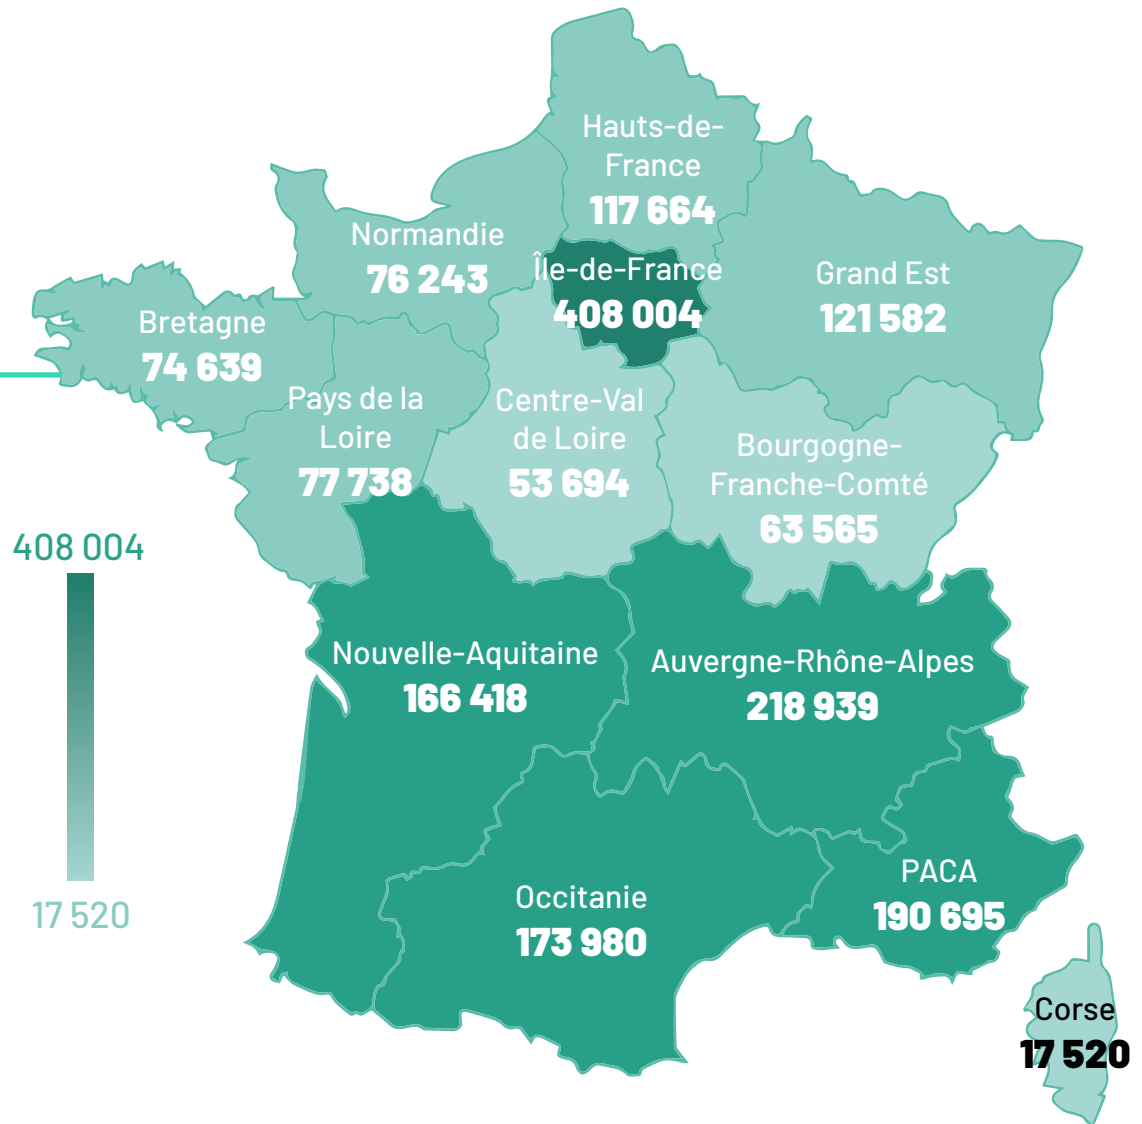 Hauts-de-
France
117 664
Normandie
76 243
Île-de-France
408 004
Grand Est
121 582
Bretagne
74 639
Pays de la
Loire
77 738
Centre-Val
de Loire
53 694
Bourgogne-
Franche-Comté
63 565
408 004
17 520
Nouvelle-Aquitaine
166 418
Auvergne-Rhône-Alpes
218 939
Occitanie
173 980
PACA
190 695
Corse
17 520